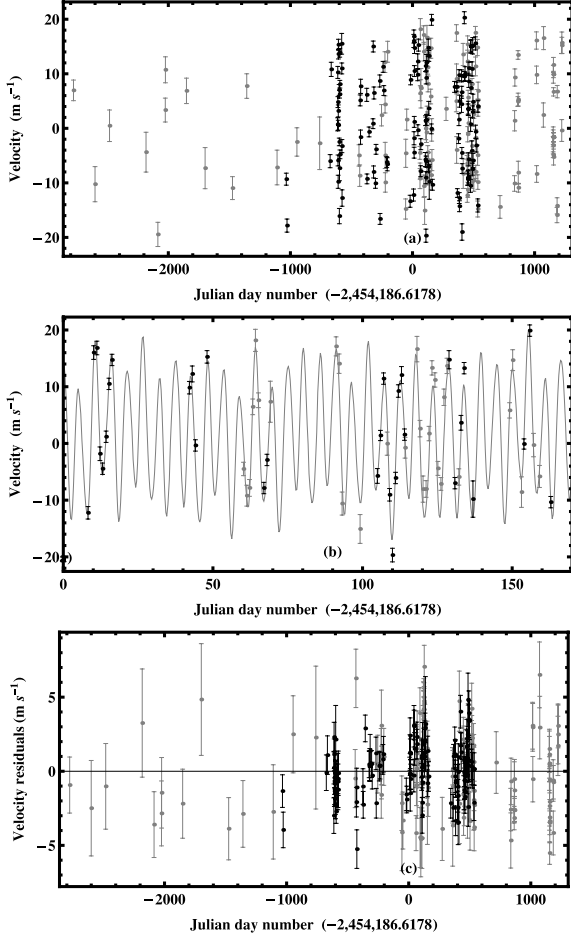 20
10
0
−10
−20
Velocity (m s⁻¹)
(a)
−2000 −1000 0 1000
Julian day number (−2,454,186.6178)
20
10
0
−10
−20
Velocity (m s⁻¹)
(b)
0 50 100 150
Julian day number (−2,454,186.6178)
5
0
−5
Velocity residuals (m s⁻¹)
(c)
−2000 −1000 0 1000
Julian day number (−2,454,186.6178)